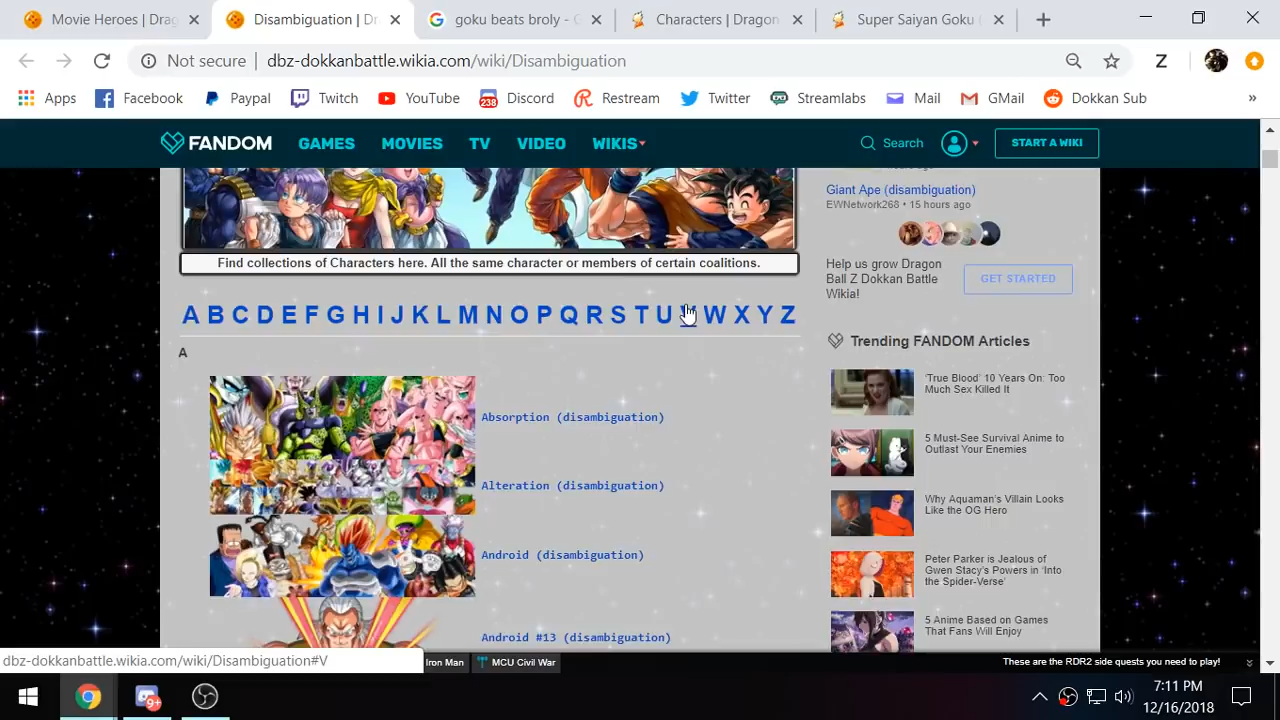 Movie Heroes | Drag
Disambiguation | Dr
goku beats broly - G
Characters | Dragon
Super Saiyan Goku (
Not secure
dbz-dokkanbattle.wikia.com/wiki/Disambiguation
Z
Apps
Facebook
Paypal
Twitch
YouTube
238
Discord
Restream
Twitter
Streamlabs
Mail
GMail
Dokkan Sub
»
FANDOM
GAMES
MOVIES
TV
VIDEO
WIKIS
Search
START A WIKI
Giant Ape (disambiguation)
EWNetwork268 • 15 hours ago
Find collections of Characters here. All the same character or members of certain coalitions.
Help us grow Dragon
Ball Z Dokkan Battle
Wikia!
GET STARTED
A B C D E F G H I J K L M N O P Q R S T U W X Y Z
Trending FANDOM Articles
A
'True Blood' 10 Years On: Too
Much Sex Killed It
Absorption (disambiguation)
5 Must-See Survival Anime to
Outlast Your Enemies
Alteration (disambiguation)
Why Aquaman's Villain Looks
Like the OG Hero
Android (disambiguation)
Peter Parker is Jealous of
Gwen Stacy's Powers in 'Into
the Spider-Verse'
Android #13 (disambiguation)
5 Anime Based on Games
That Fans Will Enjoy
dbz-dokkanbattle.wikia.com/wiki/Disambiguation#V
Iron Man
MCU Civil War
These are the RDR2 side quests you need to play!
9+
7:11 PM
12/16/2018